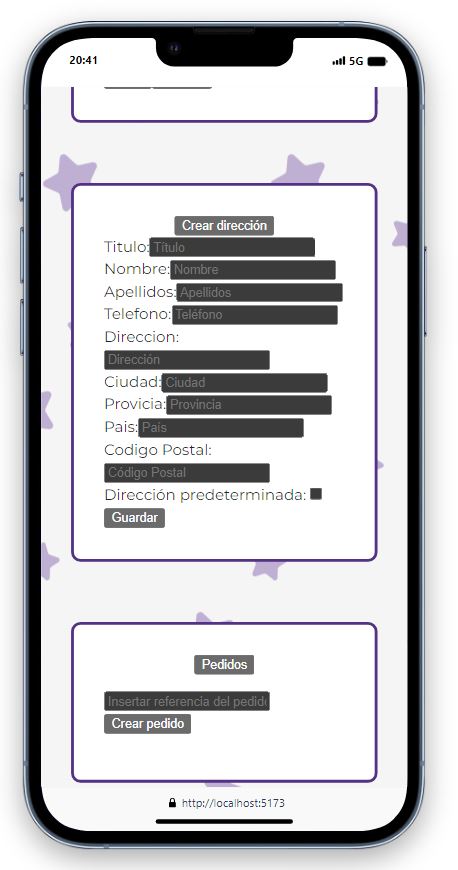 20:41
5G
Crear dirección
Titulo: Título
Nombre: Nombre
Apellidos: Apellidos
Telefono: Teléfono
Direccion:
Dirección
Ciudad: Ciudad
Provicia: Provincia
Pais: País
Codigo Postal:
Código Postal
Dirección predeterminada:
Guardar
Pedidos
Insertar referencia del pedido
Crear pedido
http://localhost:5173